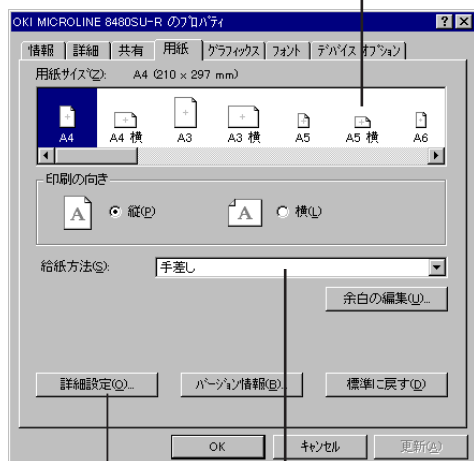 OKI MICROLINE 8480SU-R のﾌﾟﾛﾊﾟﾃｨ
情報 詳細 共有 用紙 ｸﾞﾗﾌｨｯｸｽ ﾌｫﾝﾄ ﾃﾞﾊﾞｲｽ ｵﾌﾟｼｮﾝ
用紙ｻｲｽﾞ(Z): A4 (210 x 297 mm)
A4 A4 横 A3 A3 横 A5 A5 横 A6
印刷の向き
A 縦(P) A 横(L)
給紙方法(S): 手差し
余白の編集(U)...
詳細設定(O)... ﾊﾞｰｼﾞｮﾝ情報(B)... 標準に戻す(D)
OK ｷｬﾝｾﾙ 更新(A)